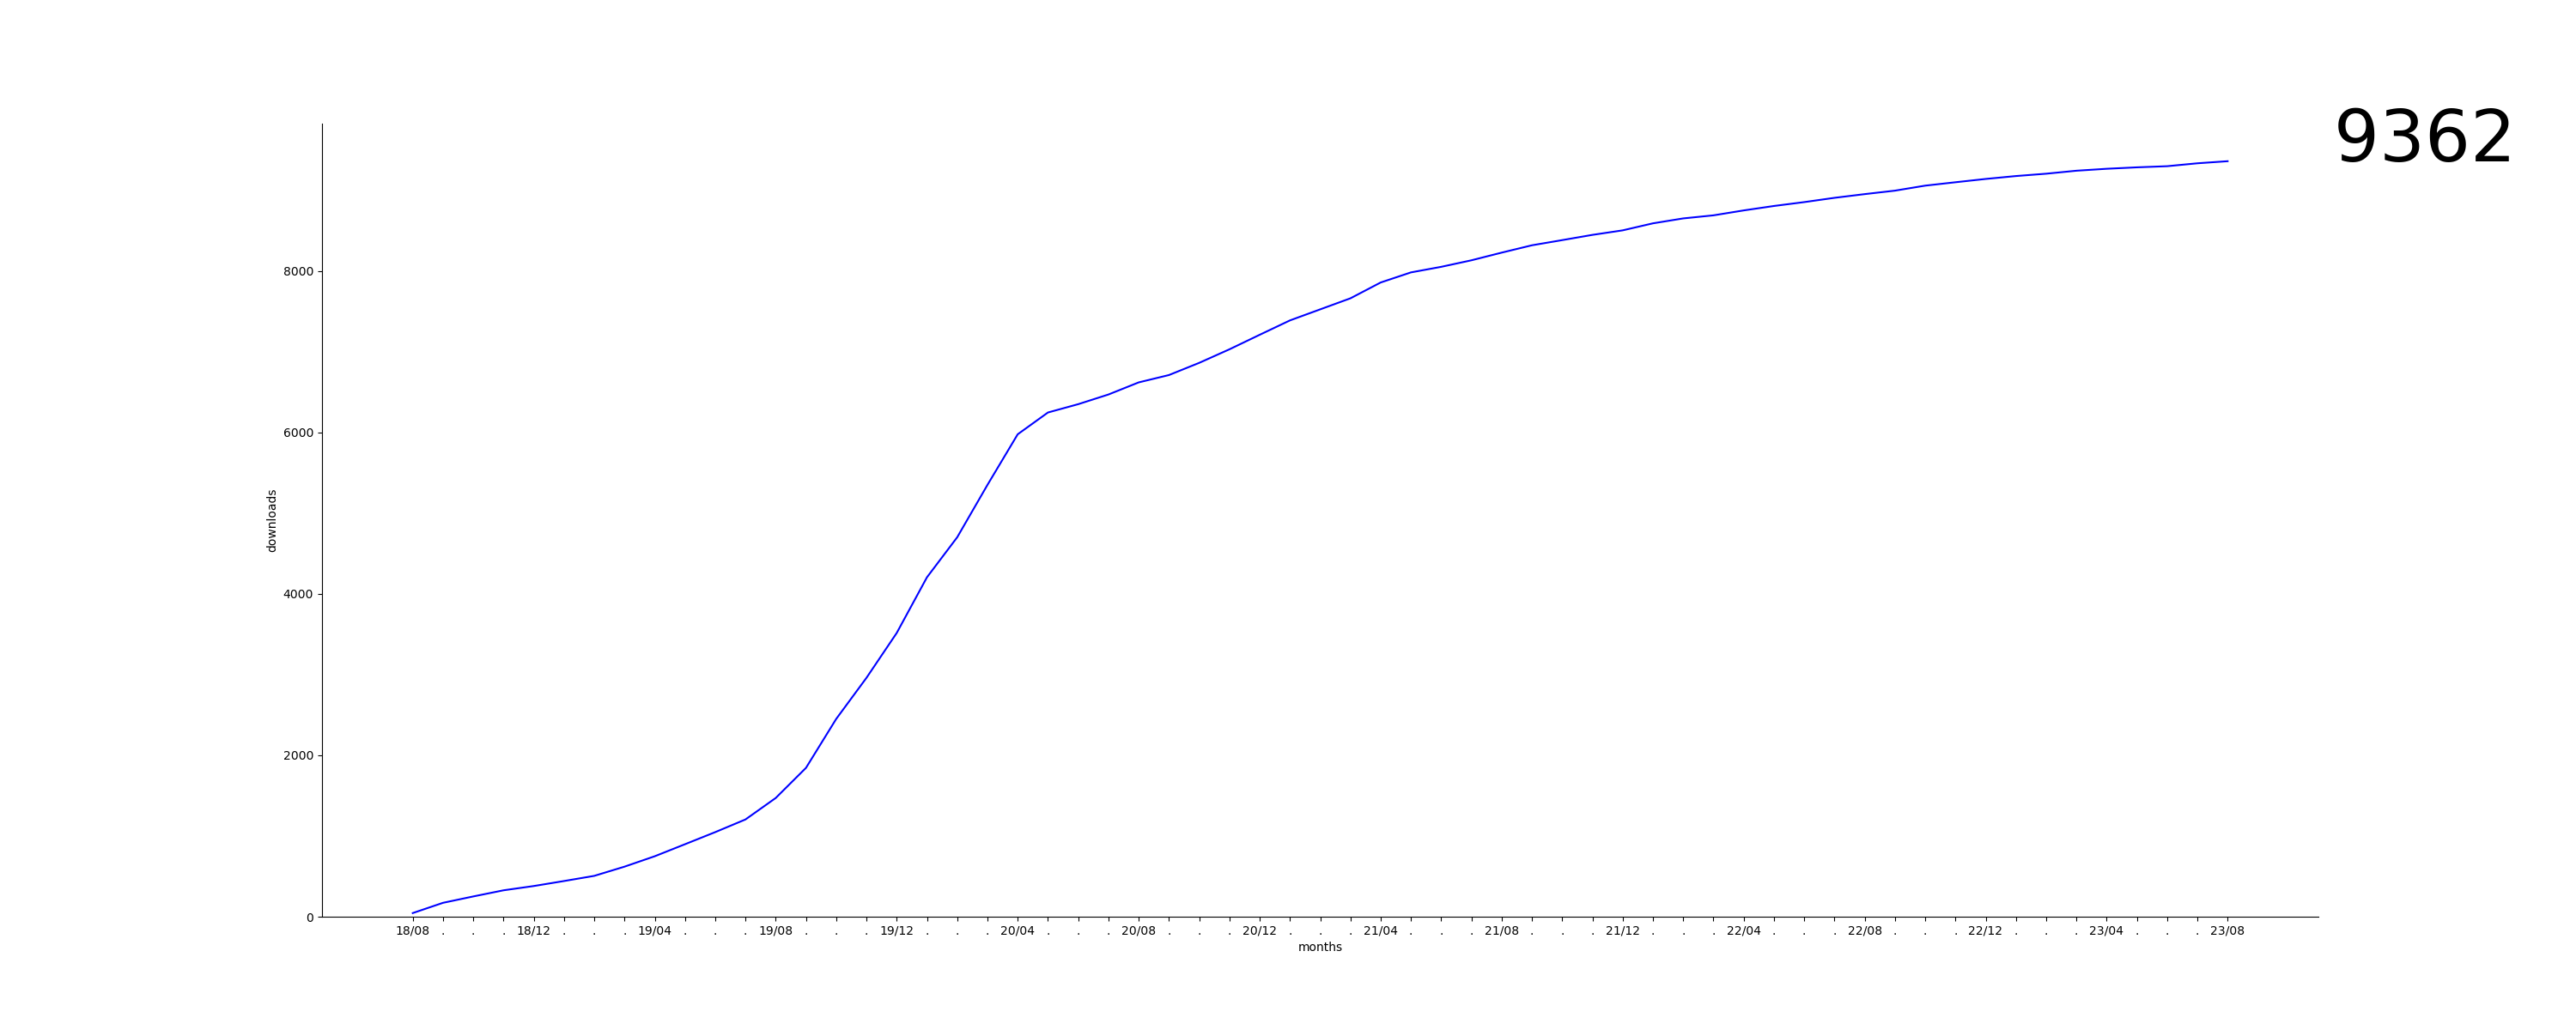 9362
downloads
8000
6000
4000
2000
0
18/08 . . . 18/12 . . . 19/04 . . . 19/08 . . . 19/12 . . . 20/04 . . . 20/08 . . . 20/12 . . . 21/04 . . . 21/08 . . . 21/12 . . . 22/04 . . . 22/08 . . . 22/12 . . . 23/04 . . . 23/08
months